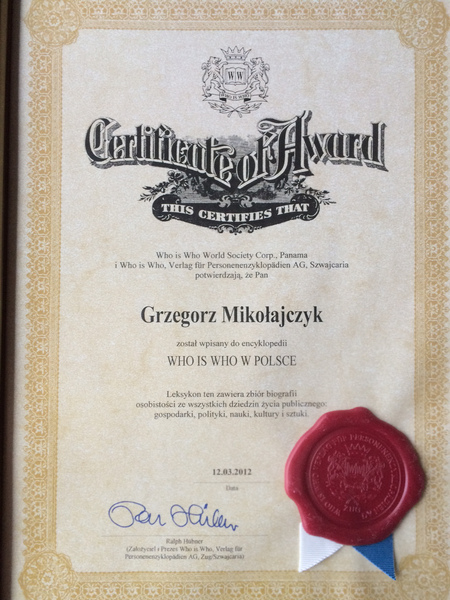 WW
Certificate of Award
THIS CERTIFIES THAT
Who is Who World Society Corp., Panama
i Who is Who, Verlag für Personenenzyklopädien AG, Szwajcaria
potwierdzają, że Pan
Grzegorz Mikołajczyk
został wpisany do encyklopedii
WHO IS WHO W POLSCE
Leksykon ten zawiera zbiór biografii
osobistości ze wszystkich dziedzin życia publicznego:
gospodarki, polityki, nauki, kultury i sztuki.
12.03.2012
Data
Ralph Hübner
(Założyciel i Prezes Who is Who, Verlag für
Personenenzyklopädien AG, Zug/Szwajcaria)